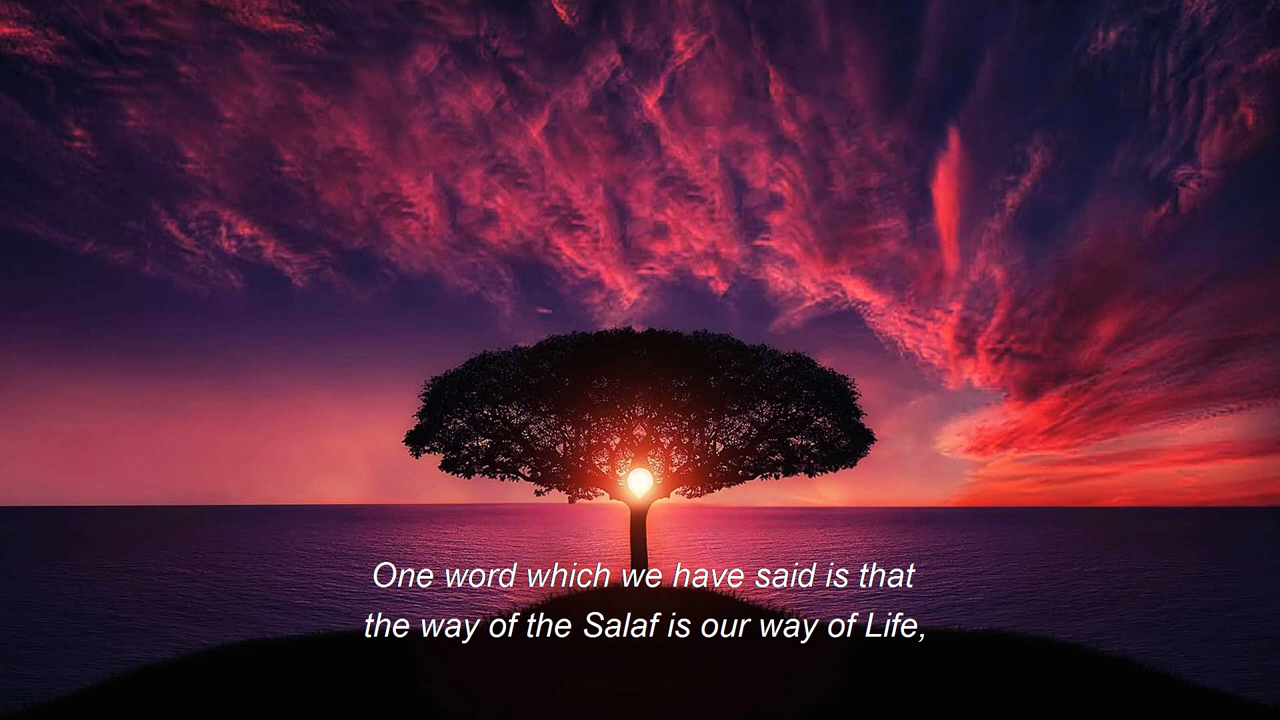 One word which we have said is that
the way of the Salaf is our way of Life,